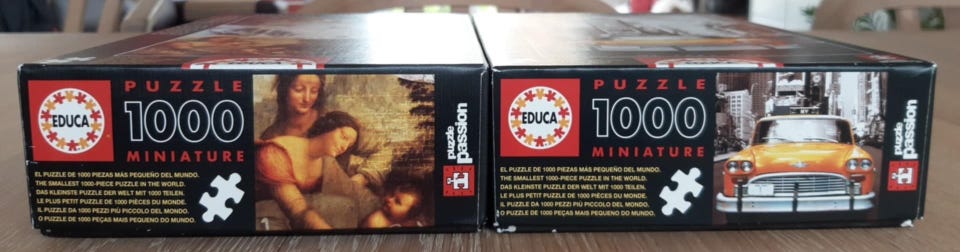 EDUCA
PUZZLE
1000
MINIATURE
EL PUZZLE DE 1000 PIEZAS MÁS PEQUEÑO DEL MUNDO.
THE SMALLEST 1000-PIECE PUZZLE IN THE WORLD.
DAS KLEINSTE PUZZLE DER WELT MIT 1000 TEILEN.
LE PLUS PETIT PUZZLE DE 1000 PIÈCES DU MONDE.
IL PUZZLE DA 1000 PEZZI PIÙ PICCOLO DEL MONDO.
O PUZZLE DE 1000 PEÇAS MAIS PEQUENO DO MUNDO.
puzzle
passion
EDUCA
PUZZLE
1000
MINIATURE
EL PUZZLE DE 1000 PIEZAS MÁS PEQUEÑO DEL MUNDO.
THE SMALLEST 1000-PIECE PUZZLE IN THE WORLD.
DAS KLEINSTE PUZZLE DER WELT MIT 1000 TEILEN.
LE PLUS PETIT PUZZLE DE 1000 PIÈCES DU MONDE.
IL PUZZLE DA 1000 PEZZI PIÙ PICCOLO DEL MONDO.
O PUZZLE DE 1000 PEÇAS MAIS PEQUENO DO MUNDO.
puzzle
passion